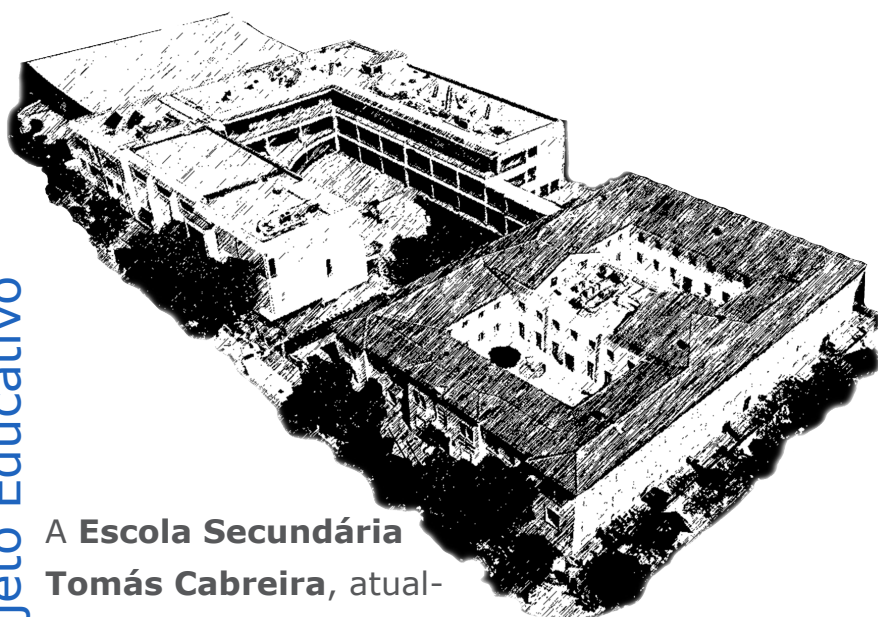 jeto Educativo
A Escola Secundária
Tomás Cabreira, atual-